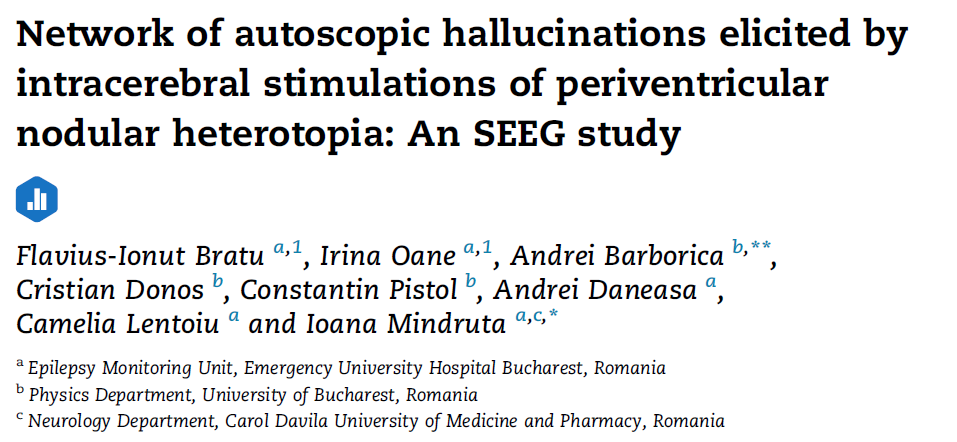 Network of autoscopic hallucinations elicited by
intracerebral stimulations of periventricular
nodular heterotopia: An SEEG study
Flavius-Ionut Bratu a,1, Irina Oane a,1, Andrei Barborica b,**,
Cristian Donos b, Constantin Pistol b, Andrei Daneasa a,
Camelia Lentoiu a and Ioana Mindruta a,c,*
a Epilepsy Monitoring Unit, Emergency University Hospital Bucharest, Romania
b Physics Department, University of Bucharest, Romania
c Neurology Department, Carol Davila University of Medicine and Pharmacy, Romania